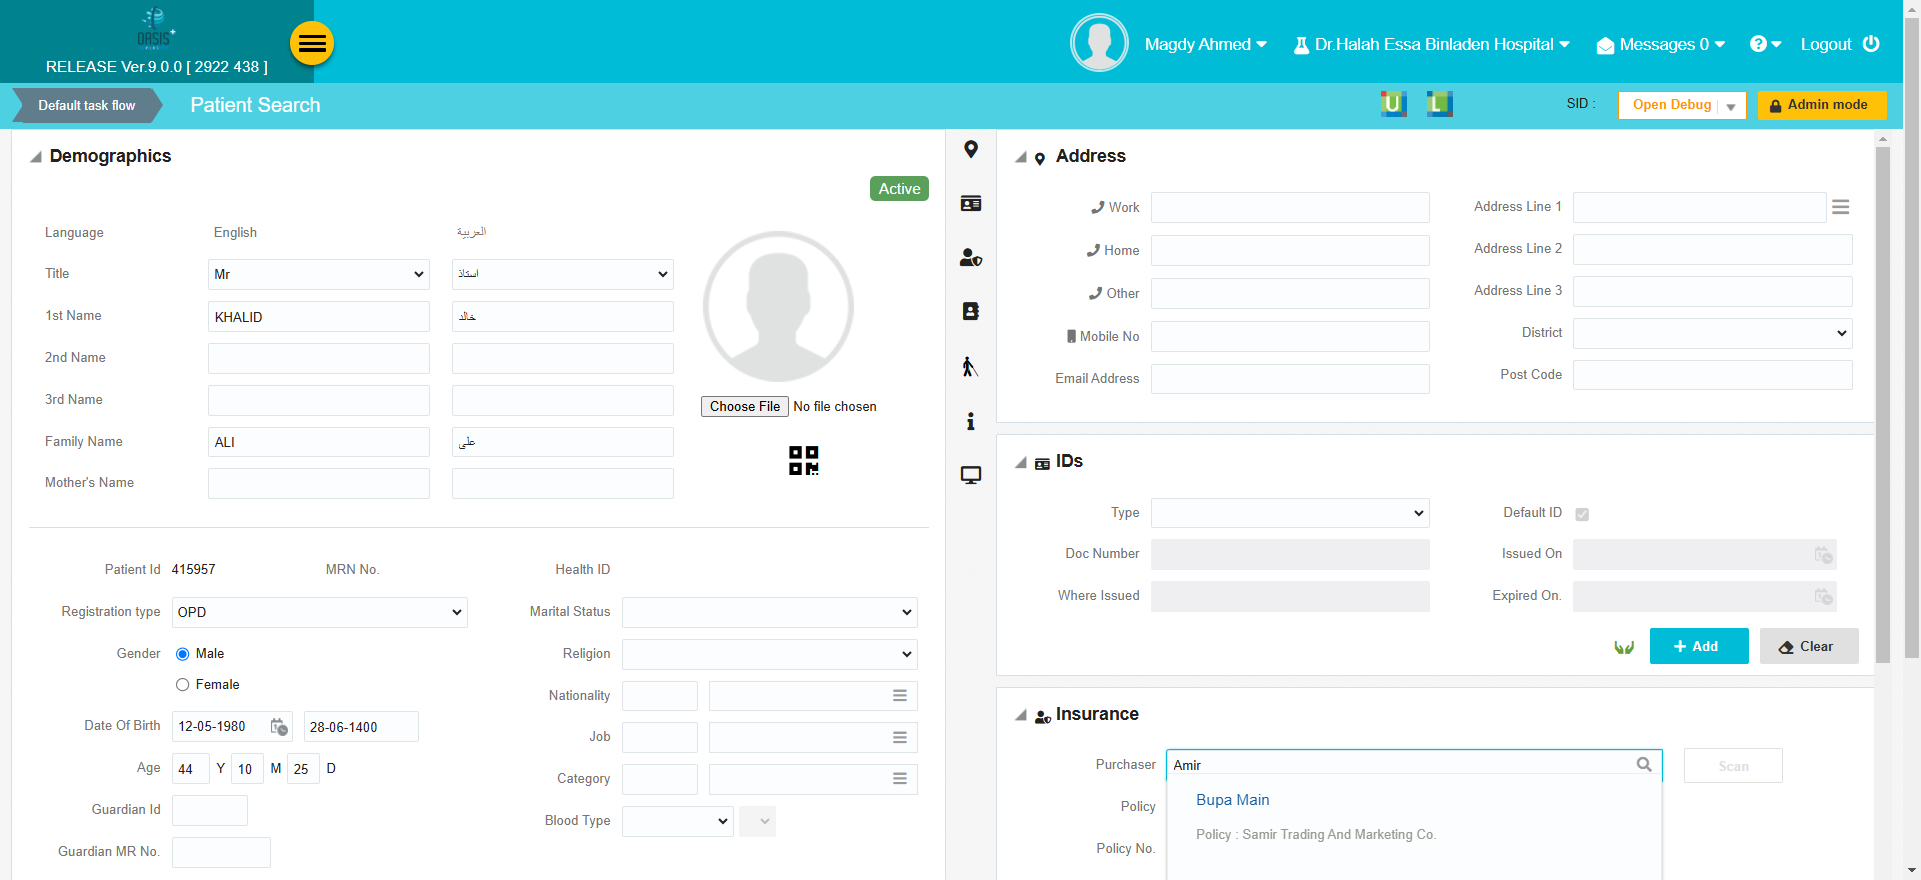 OASIS+
PLUS
RELEASE Ver.9.0.0 [ 2922 438 ]
Magdy Ahmed
Dr.Halah Essa Binladen Hospital
Messages 0
?
Logout
Default task flow
Patient Search
U
L
SID :
Open Debug
Admin mode
Demographics
Active
Language
English
العربية
Title
Mr
استاذ
1st Name
KHALID
خالد
2nd Name
3rd Name
Choose File No file chosen
Family Name
ALI
على
Mother's Name
Patient Id
415957
MRN No.
Health ID
Registration type
OPD
Marital Status
Gender
Male
Female
Religion
Nationality
Date Of Birth
12-05-1980
28-06-1400
Job
Age
44 Y 10 M 25 D
Category
Guardian Id
Blood Type
Guardian MR No.
Address
Work
Address Line 1
Home
Address Line 2
Other
Address Line 3
Mobile No
District
Email Address
Post Code
IDs
Type
Default ID
Doc Number
Issued On
Where Issued
Expired On.
Add
Clear
Insurance
Purchaser
Amir
Scan
Bupa Main
Policy
Policy : Samir Trading And Marketing Co.
Policy No.